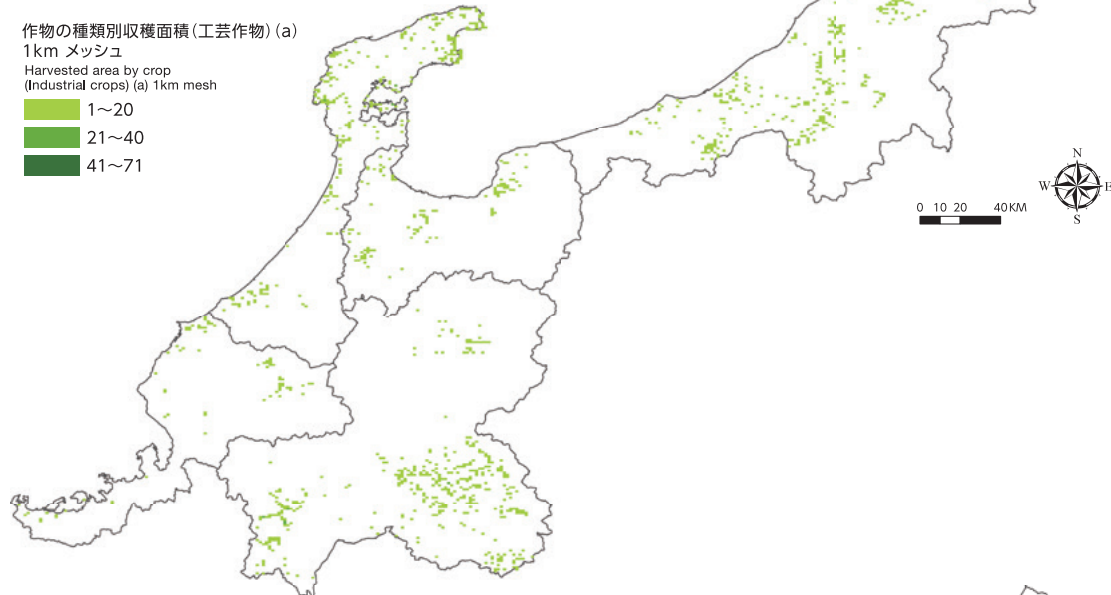 作物の種類別収穫面積（工芸作物）(a)
1km メッシュ
Harvested area by crop
(Industrial crops) (a) 1km mesh
1〜20
21〜40
41〜71
N
W E
S
0 10 20 40KM